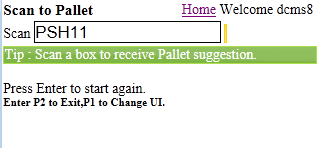 Scan to Pallet Home Welcome dcms8
Scan PSH11
Tip : Scan a box to receive Pallet suggestion.
Press Enter to start again.
Enter P2 to Exit,P1 to Change UI.